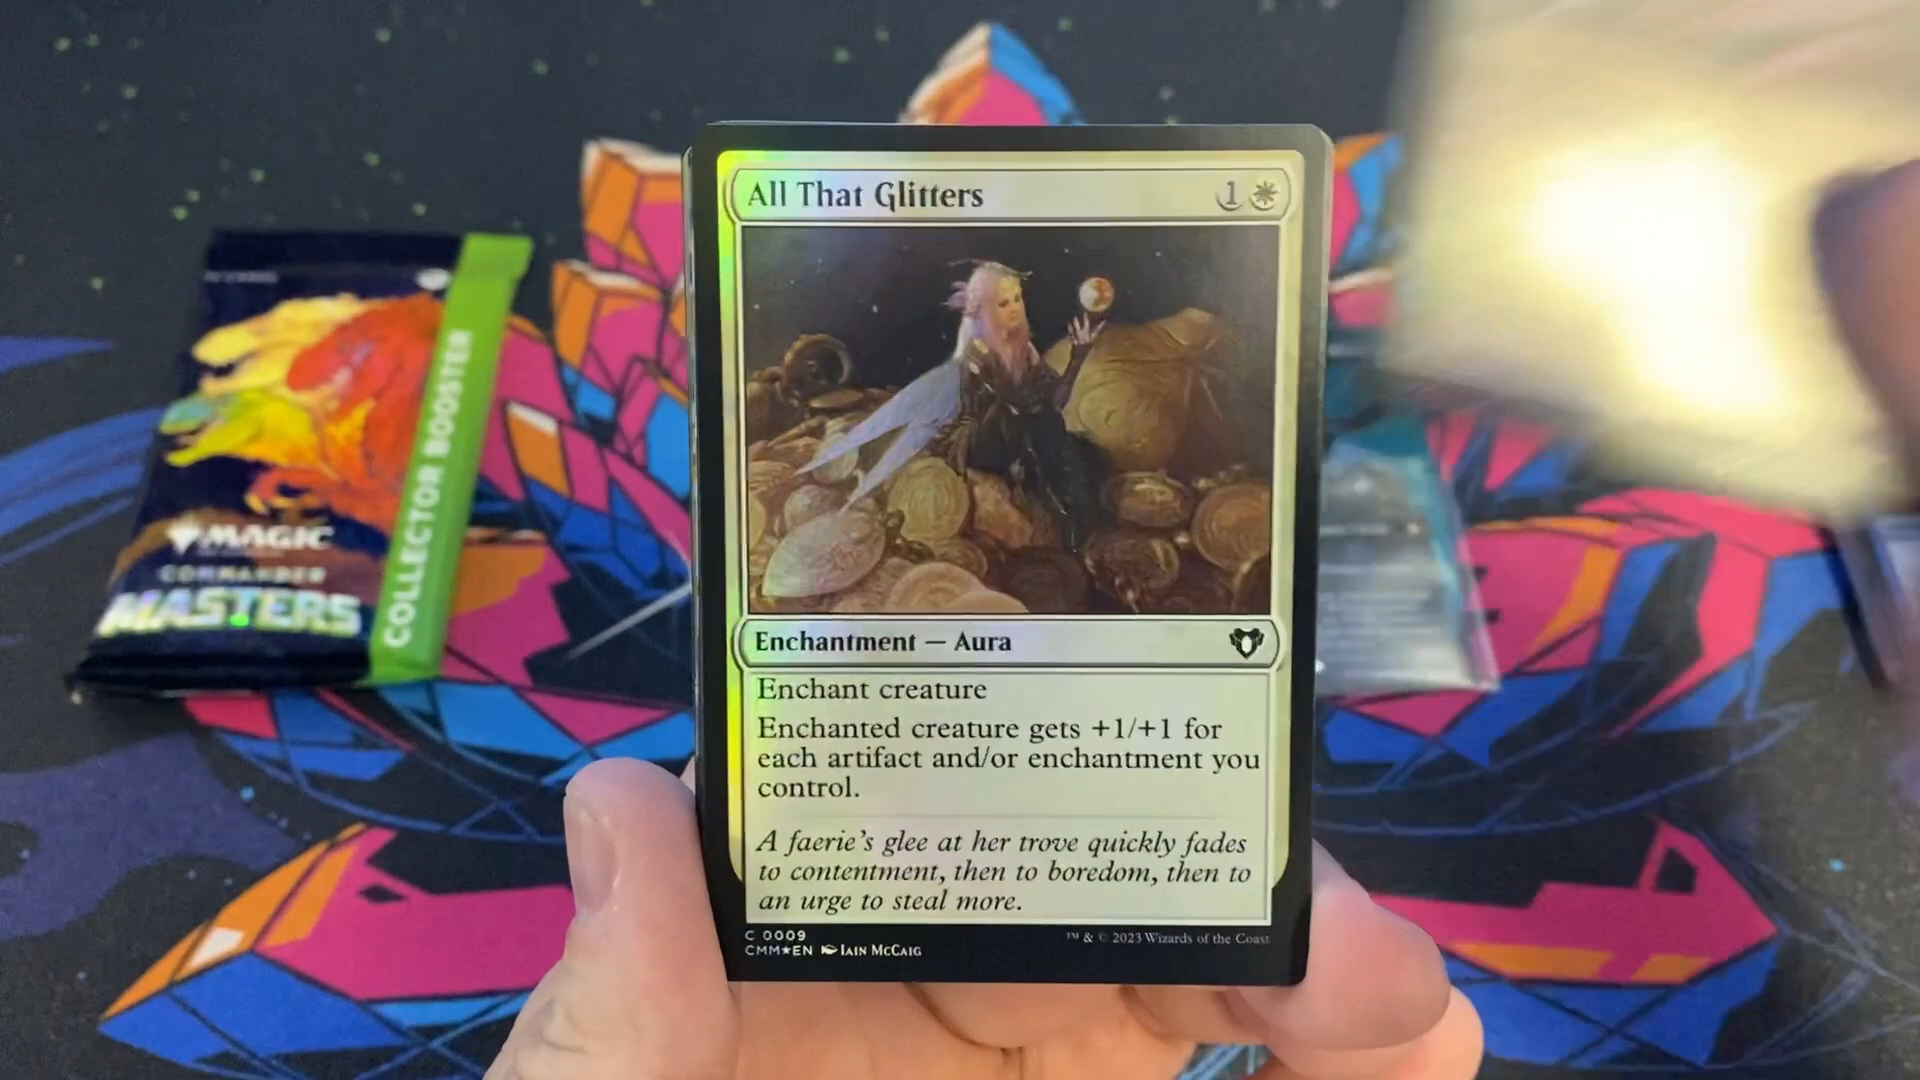 All That Glitters 1
MAGIC
COMMANDER
MASTERS
COLLECTOR BOOSTER
Enchantment — Aura
Enchant creature
Enchanted creature gets +1/+1 for
each artifact and/or enchantment you
control.
A faerie's glee at her trove quickly fades
to contentment, then to boredom, then to
an urge to steal more.
C 0009
CMM★EN Iain McCaig
™ & © 2023 Wizards of the Coast